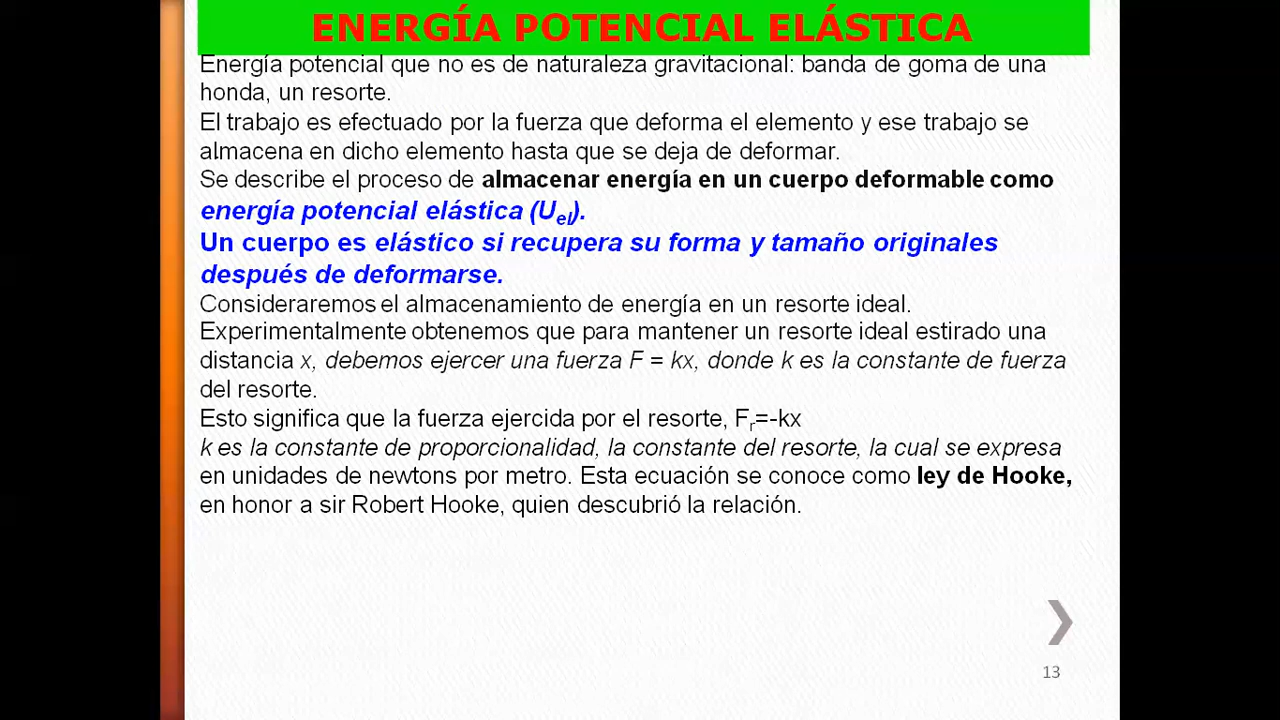 ENERGÍA POTENCIAL ELÁSTICA
Energía potencial que no es de naturaleza gravitacional: banda de goma de una
honda, un resorte.
El trabajo es efectuado por la fuerza que deforma el elemento y ese trabajo se
almacena en dicho elemento hasta que se deja de deformar.
Se describe el proceso de almacenar energía en un cuerpo deformable como
energía potencial elástica (Uel).
Un cuerpo es elástico si recupera su forma y tamaño originales
después de deformarse.
Consideraremos el almacenamiento de energía en un resorte ideal.
Experimentalmente obtenemos que para mantener un resorte ideal estirado una
distancia x, debemos ejercer una fuerza F = kx, donde k es la constante de fuerza
del resorte.
Esto significa que la fuerza ejercida por el resorte, Fr=-kx
k es la constante de proporcionalidad, la constante del resorte, la cual se expresa
en unidades de newtons por metro. Esta ecuación se conoce como ley de Hooke,
en honor a sir Robert Hooke, quien descubrió la relación.
13